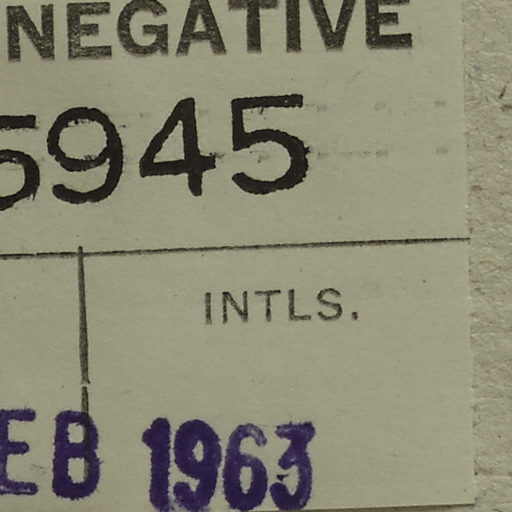 NEGATIVE
5945
INTLS.
EB 1963